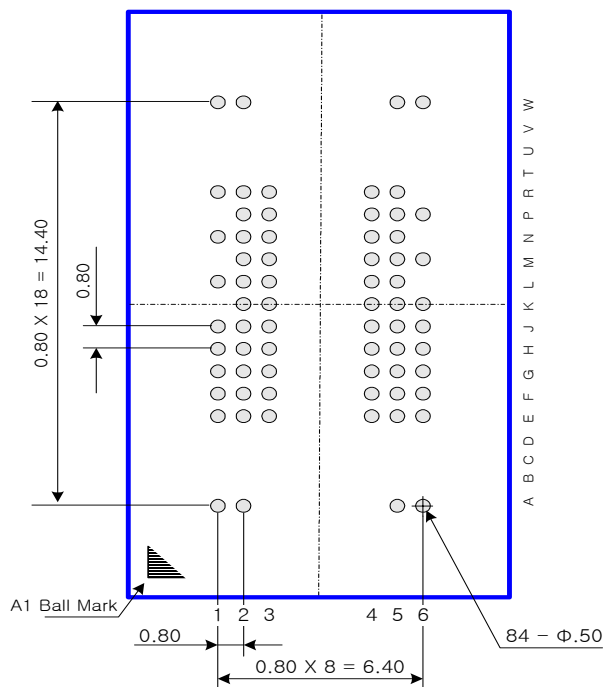 W
V
U
T
R
P
N
M
L
K
J
H
G
F
E
D
C
B
A
0.80 X 18 = 14.40
0.80
A1 Ball Mark
1 2 3 4 5 6
0.80
84 - Φ.50
0.80 X 8 = 6.40